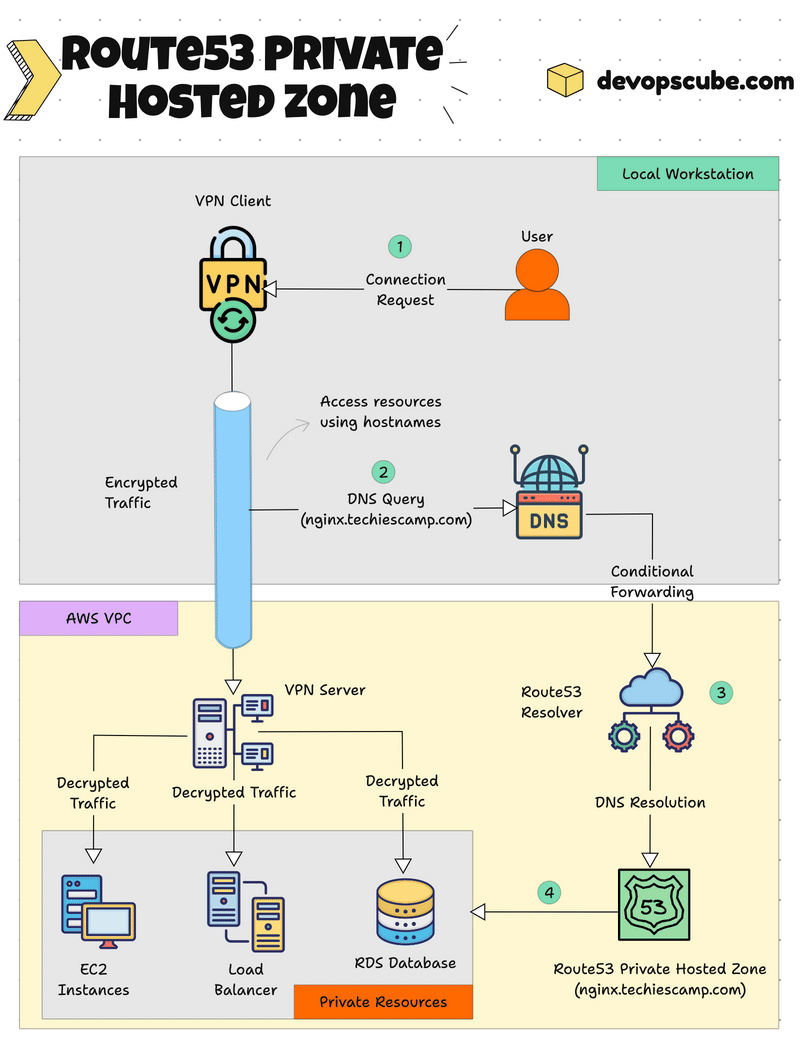 Route53 Private
Hosted Zone
devopscube.com
Local Workstation
VPN Client
VPN
1
User
Connection
Request
Access resources
using hostnames
Encrypted
Traffic
2
DNS Query
(nginx.techiescamp.com)
DNS
Conditional
Forwarding
AWS VPC
VPN Server
Route53
Resolver
3
Decrypted
Traffic
Decrypted Traffic
Decrypted
Traffic
DNS Resolution
4
53
EC2
Instances
Load
Balancer
RDS Database
Route53 Private Hosted Zone
(nginx.techiescamp.com)
Private Resources